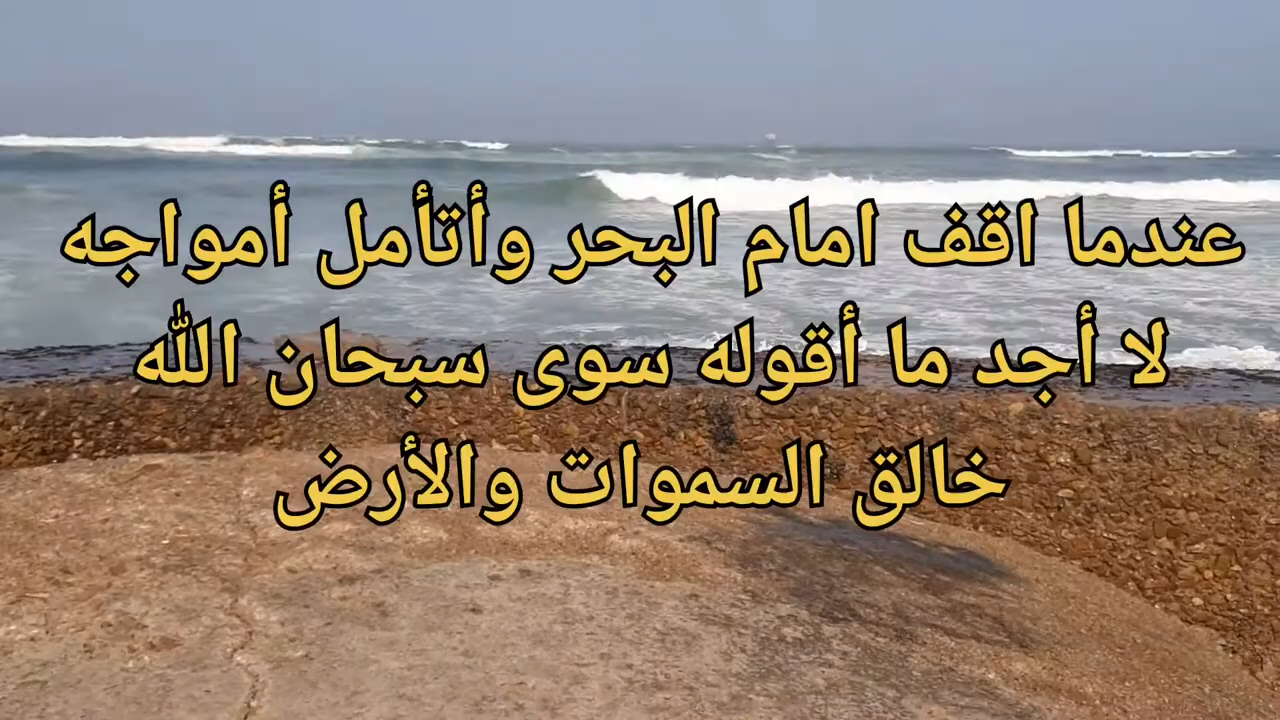 عندما اقف امام البحر وأتأمل أمواجه
لا أجد ما أقوله سوى سبحان الله
خالق السموات والأرض